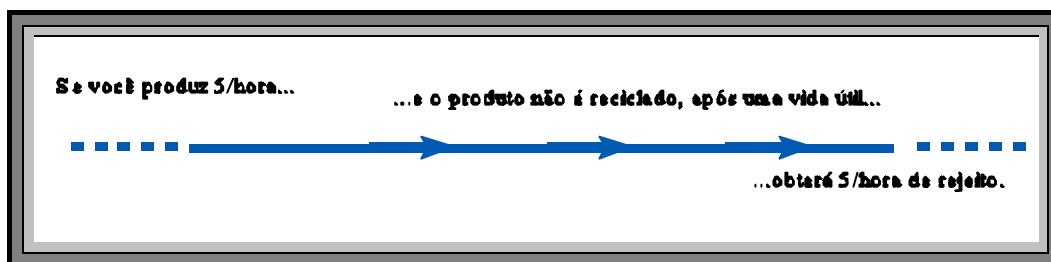 Se você produz 5/hora...
...e o produto não é reciclado, após uma vida útil...
...obterá 5/hora de rejeito.